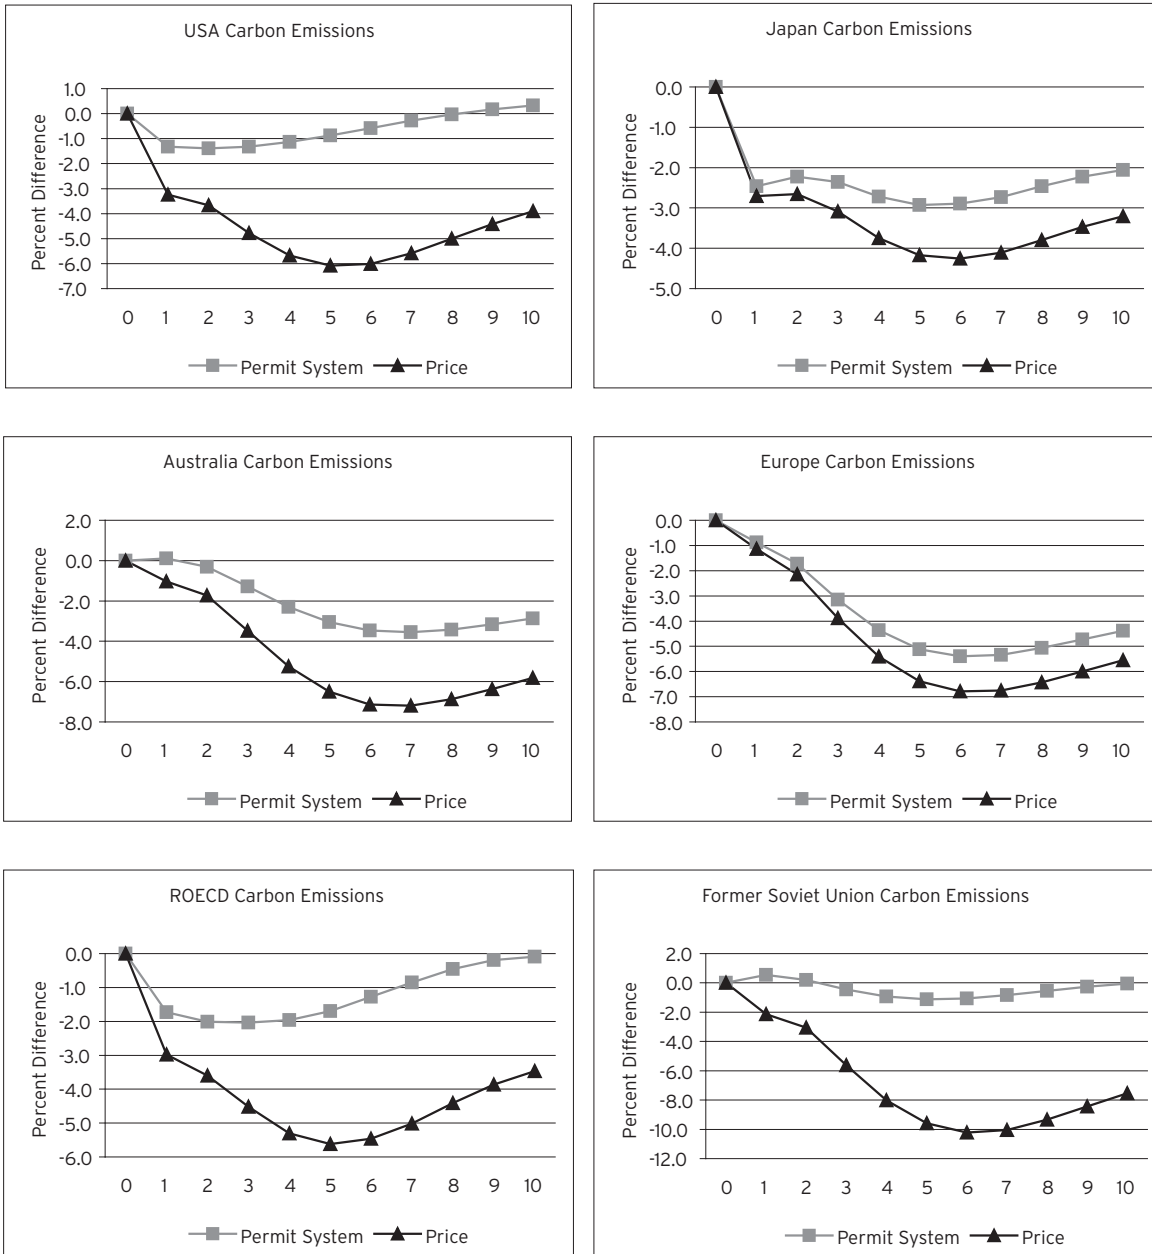 USA Carbon Emissions
Percent Difference
1.0
0.0
-1.0
-2.0
-3.0
-4.0
-5.0
-6.0
-7.0
0 1 2 3 4 5 6 7 8 9 10
Permit System Price
Japan Carbon Emissions
Percent Difference
0.0
-1.0
-2.0
-3.0
-4.0
-5.0
0 1 2 3 4 5 6 7 8 9 10
Permit System Price
Australia Carbon Emissions
Percent Difference
2.0
0.0
-2.0
-4.0
-6.0
-8.0
0 1 2 3 4 5 6 7 8 9 10
Permit System Price
Europe Carbon Emissions
Percent Difference
0.0
-1.0
-2.0
-3.0
-4.0
-5.0
-6.0
-7.0
-8.0
0 1 2 3 4 5 6 7 8 9 10
Permit System Price
ROECD Carbon Emissions
Percent Difference
0.0
-1.0
-2.0
-3.0
-4.0
-5.0
-6.0
0 1 2 3 4 5 6 7 8 9 10
Permit System Price
Former Soviet Union Carbon Emissions
Percent Difference
2.0
0.0
-2.0
-4.0
-6.0
-8.0
-10.0
-12.0
0 1 2 3 4 5 6 7 8 9 10
Permit System Price